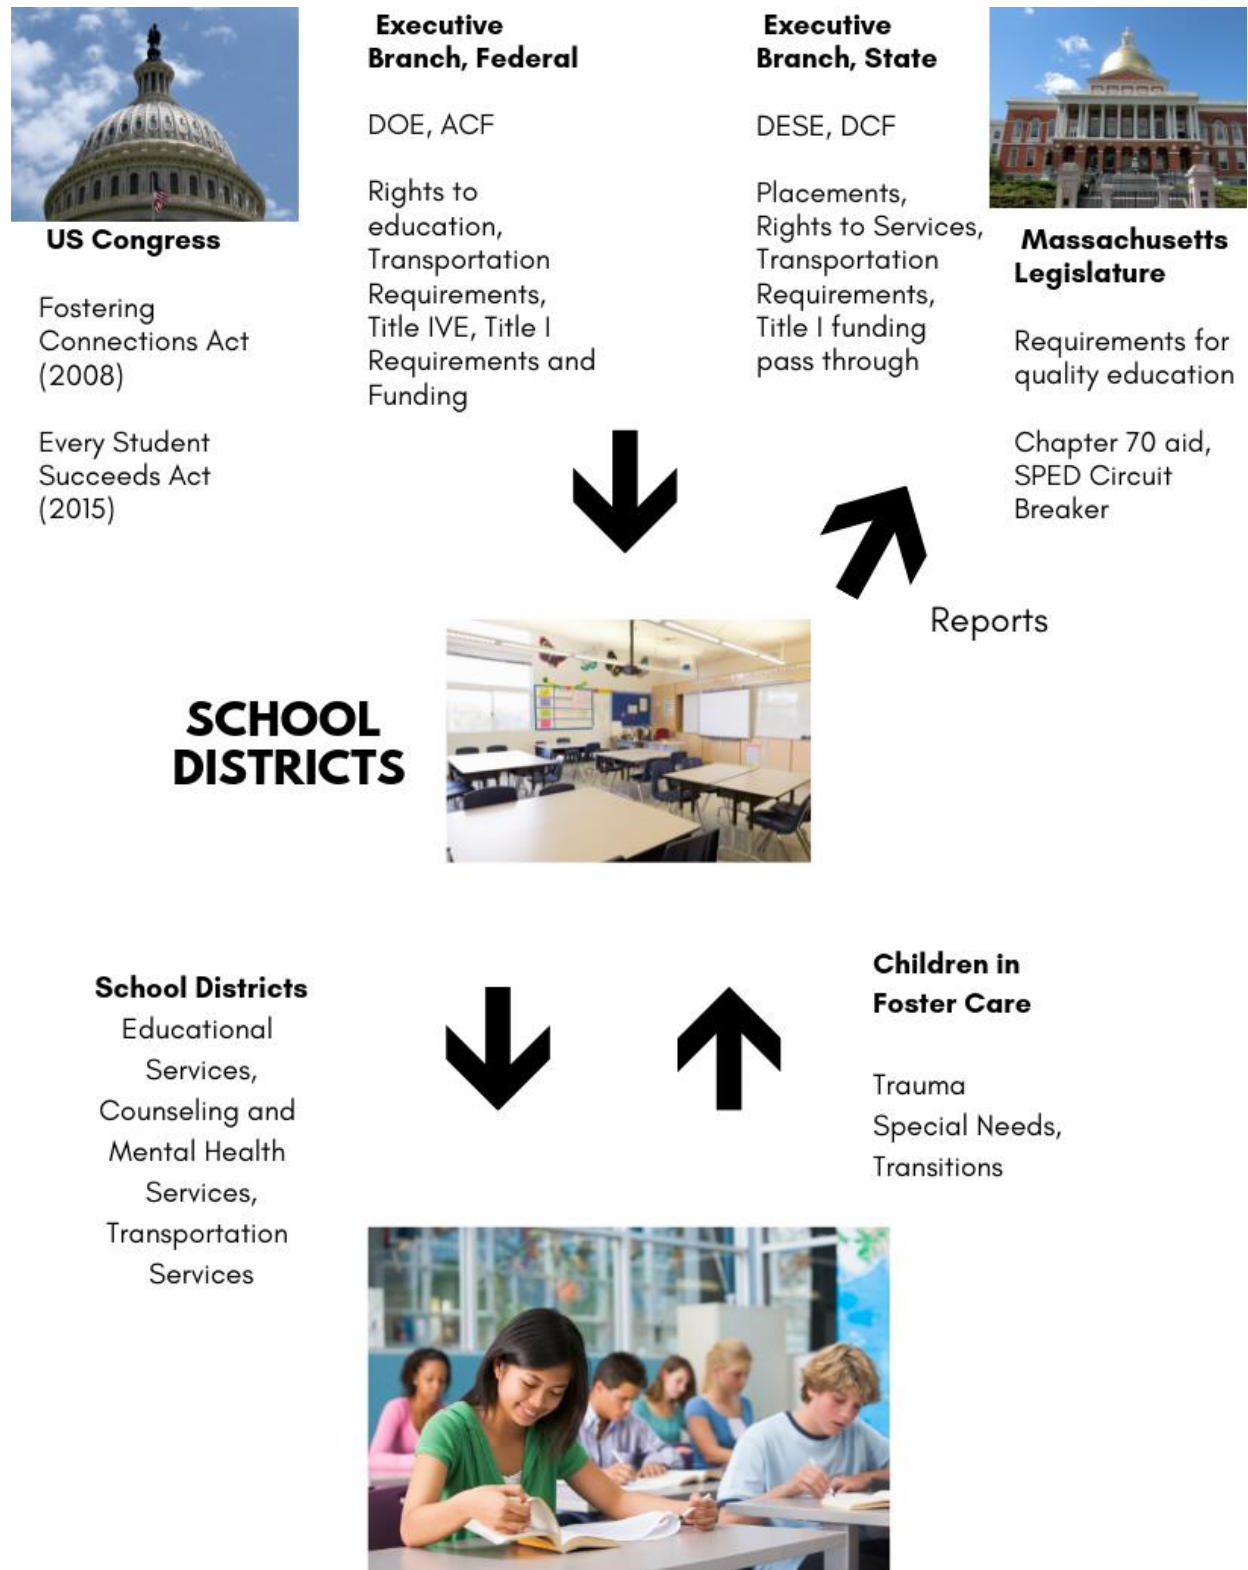 Executive
Branch, Federal
DOE, ACF
Rights to
education,
Transportation
Requirements,
Title IVE, Title I
Requirements and
Funding
Executive
Branch, State
DESE, DCF
Placements,
Rights to Services,
Transportation
Requirements,
Title I funding
pass through
US Congress
Fostering
Connections Act
(2008)
Every Student
Succeeds Act
(2015)
Massachusetts
Legislature
Requirements for
quality education
Chapter 70 aid,
SPED Circuit
Breaker
Reports
SCHOOL
DISTRICTS
School Districts
Educational
Services,
Counseling and
Mental Health
Services,
Transportation
Services
Children in
Foster Care
Trauma
Special Needs,
Transitions